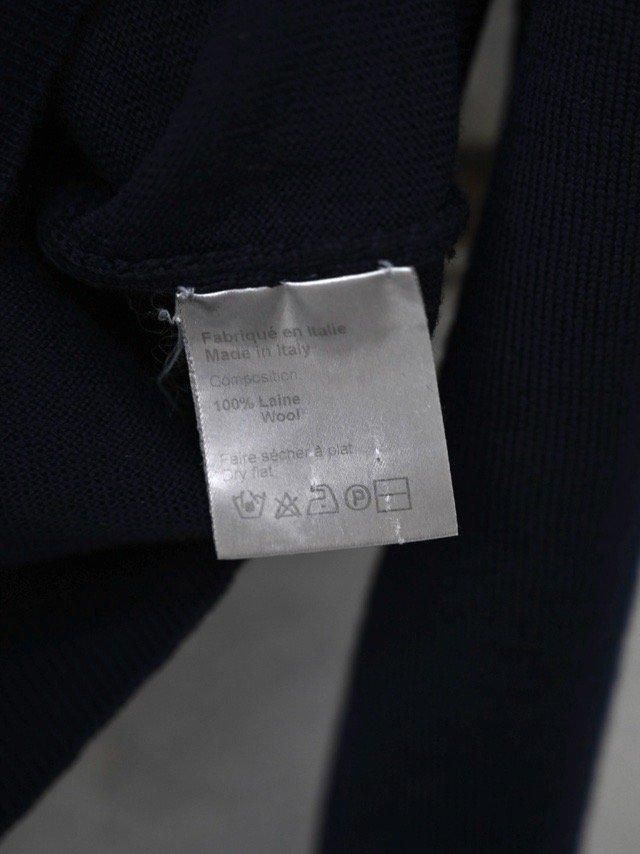 Fabriqué en Italie
Made in Italy
Composition
100% Laine
Wool
Faire sécher à plat
Dry flat
P